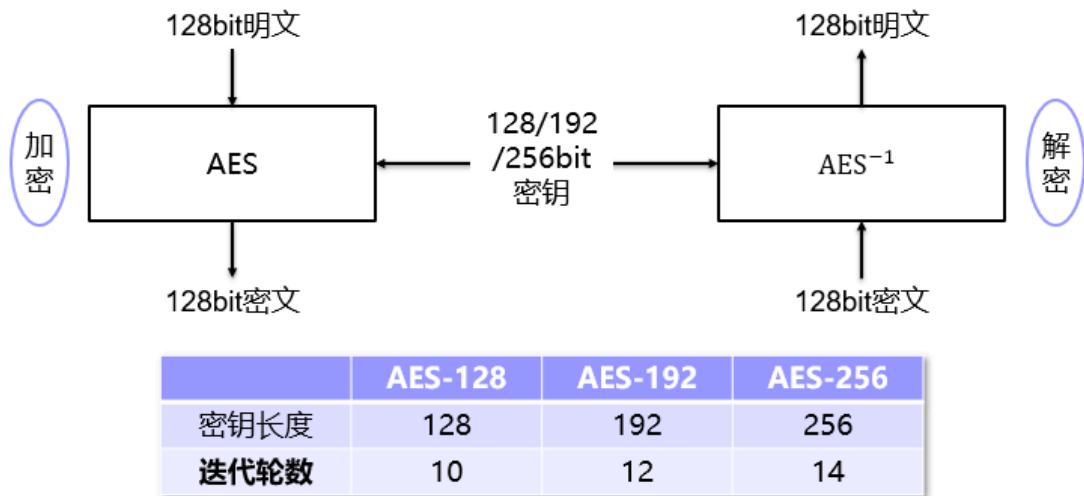 128bit明文
128bit明文
加密
AES
128/192
/256bit
密钥
AES⁻¹
解密
128bit密文
128bit密文
AES-128 AES-192 AES-256
密钥长度 128 192 256
迭代轮数 10 12 14